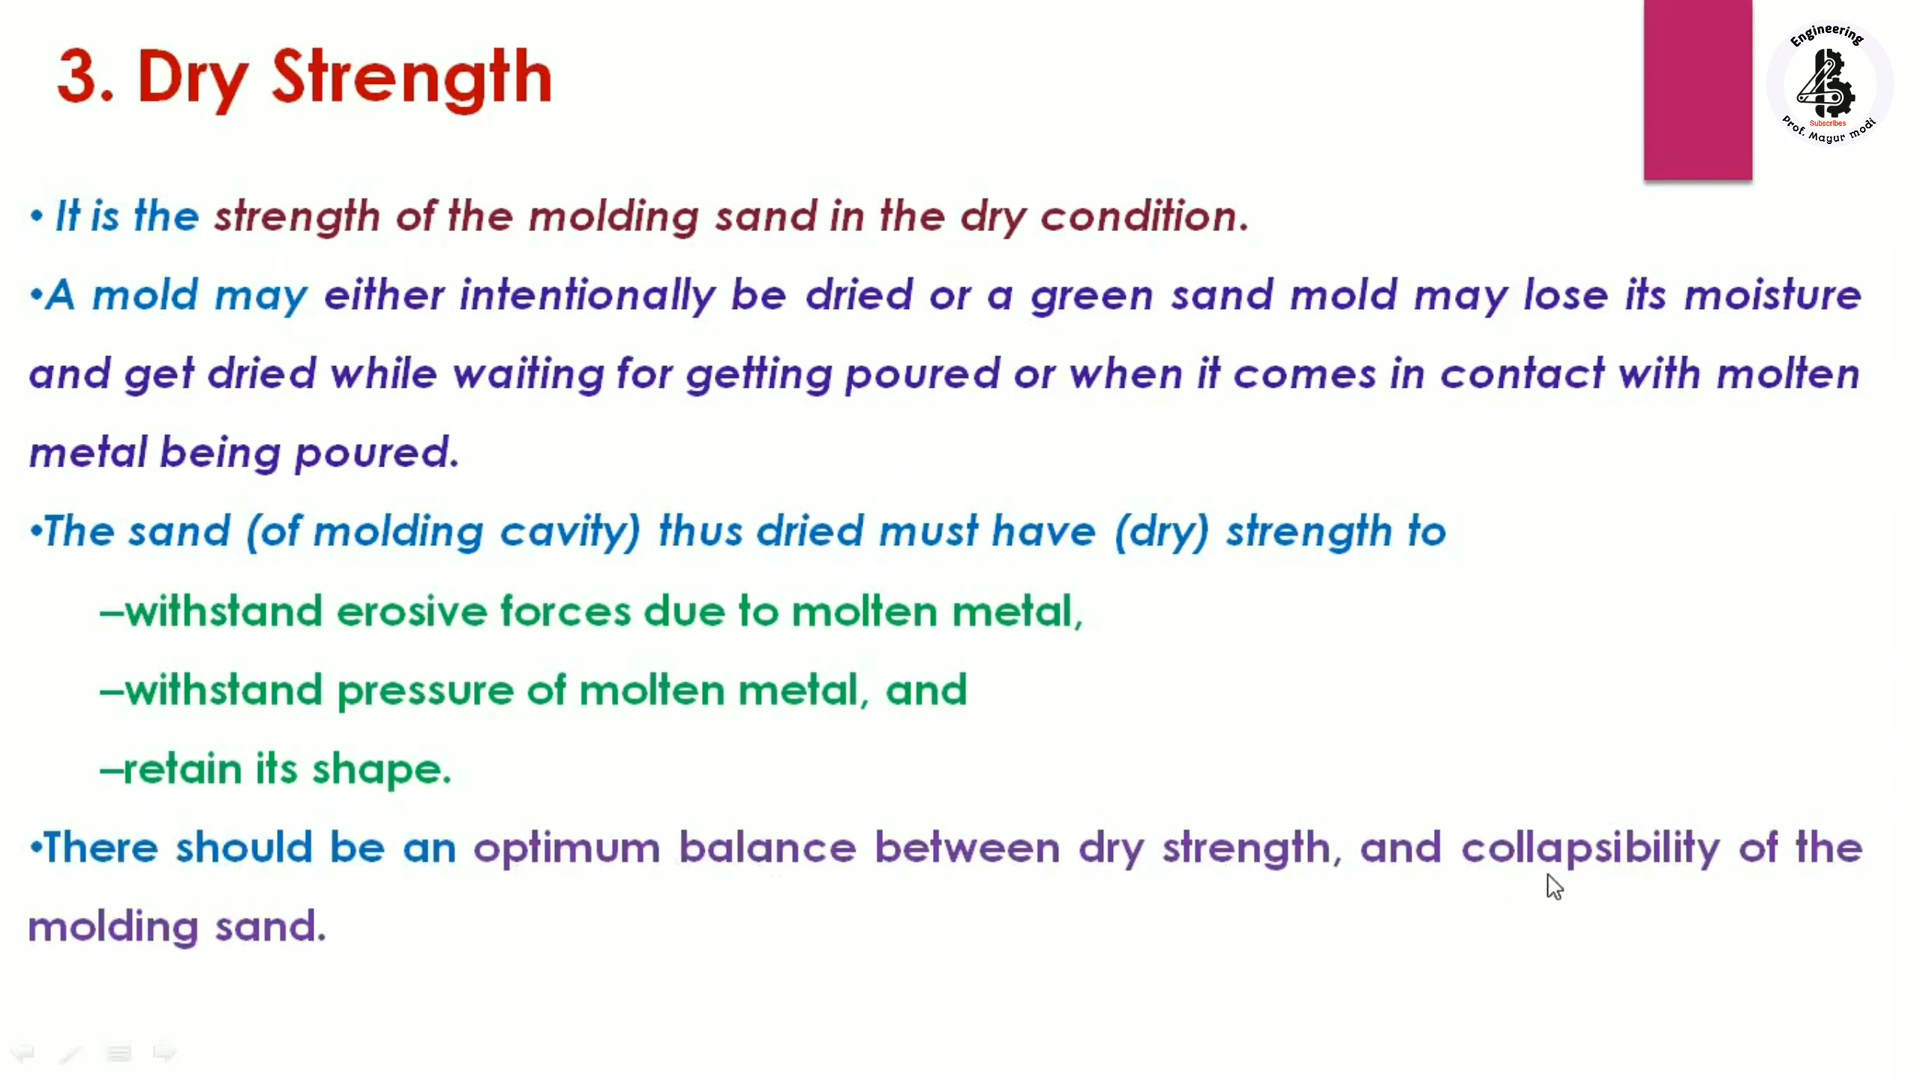 3. Dry Strength
Engineering
Subscribes
Prof. Mayur modi
• It is the strength of the molding sand in the dry condition.
•A mold may either intentionally be dried or a green sand mold may lose its moisture
and get dried while waiting for getting poured or when it comes in contact with molten
metal being poured.
•The sand (of molding cavity) thus dried must have (dry) strength to
–withstand erosive forces due to molten metal,
–withstand pressure of molten metal, and
–retain its shape.
•There should be an optimum balance between dry strength, and collapsibility of the
molding sand.